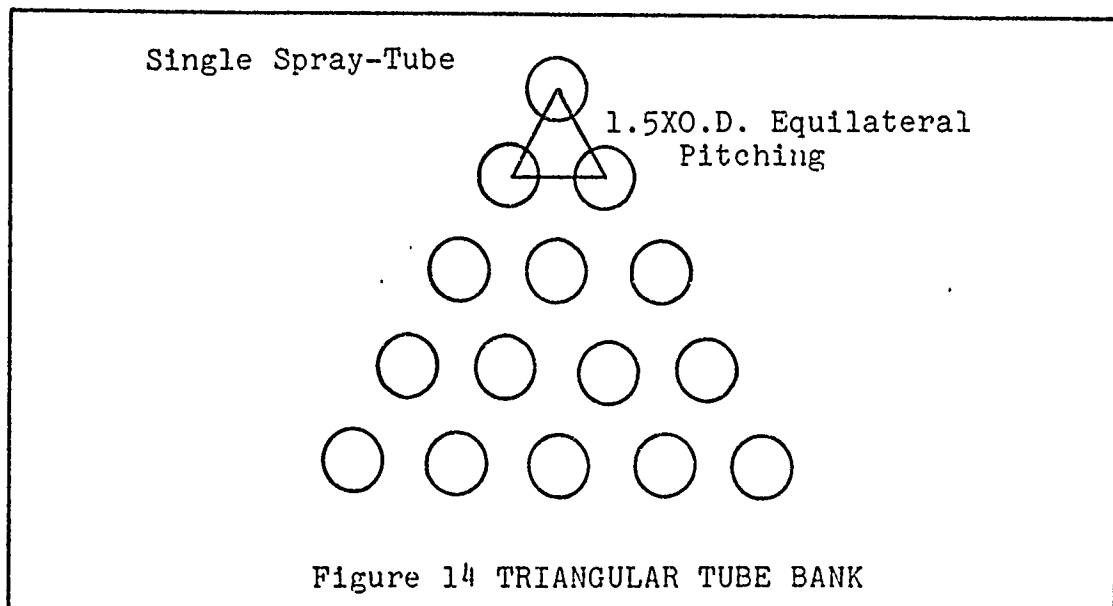 Single Spray-Tube
1.5XO.D. Equilateral
Pitching
Figure 14 TRIANGULAR TUBE BANK